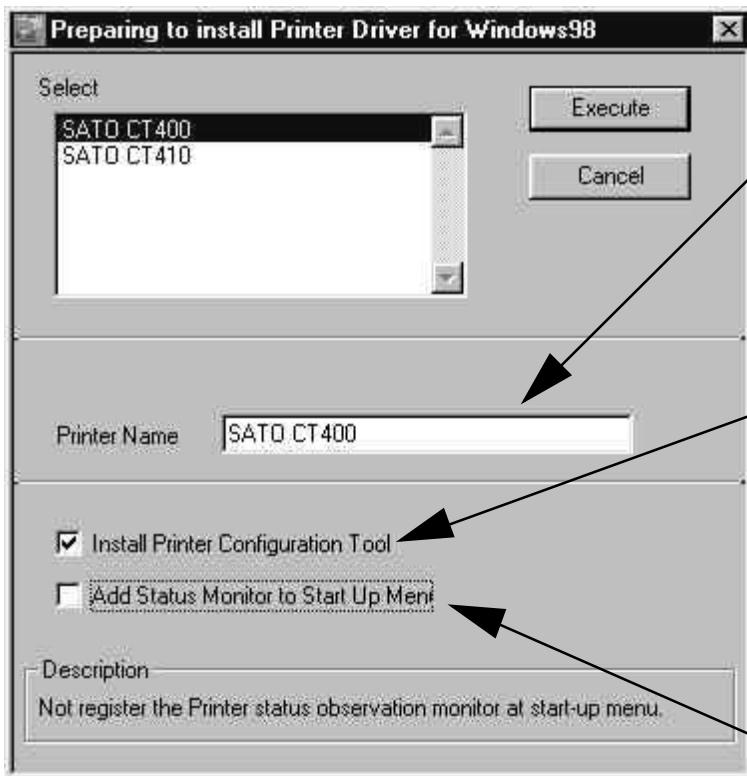 Preparing to install Printer Driver for Windows98
Select
SATO CT400
SATO CT410
Execute
Cancel
Printer Name
SATO CT400
Install Printer Configuration Tool
Add Status Monitor to Start Up Men
Description
Not register the Printer status observation monitor at start-up menu.